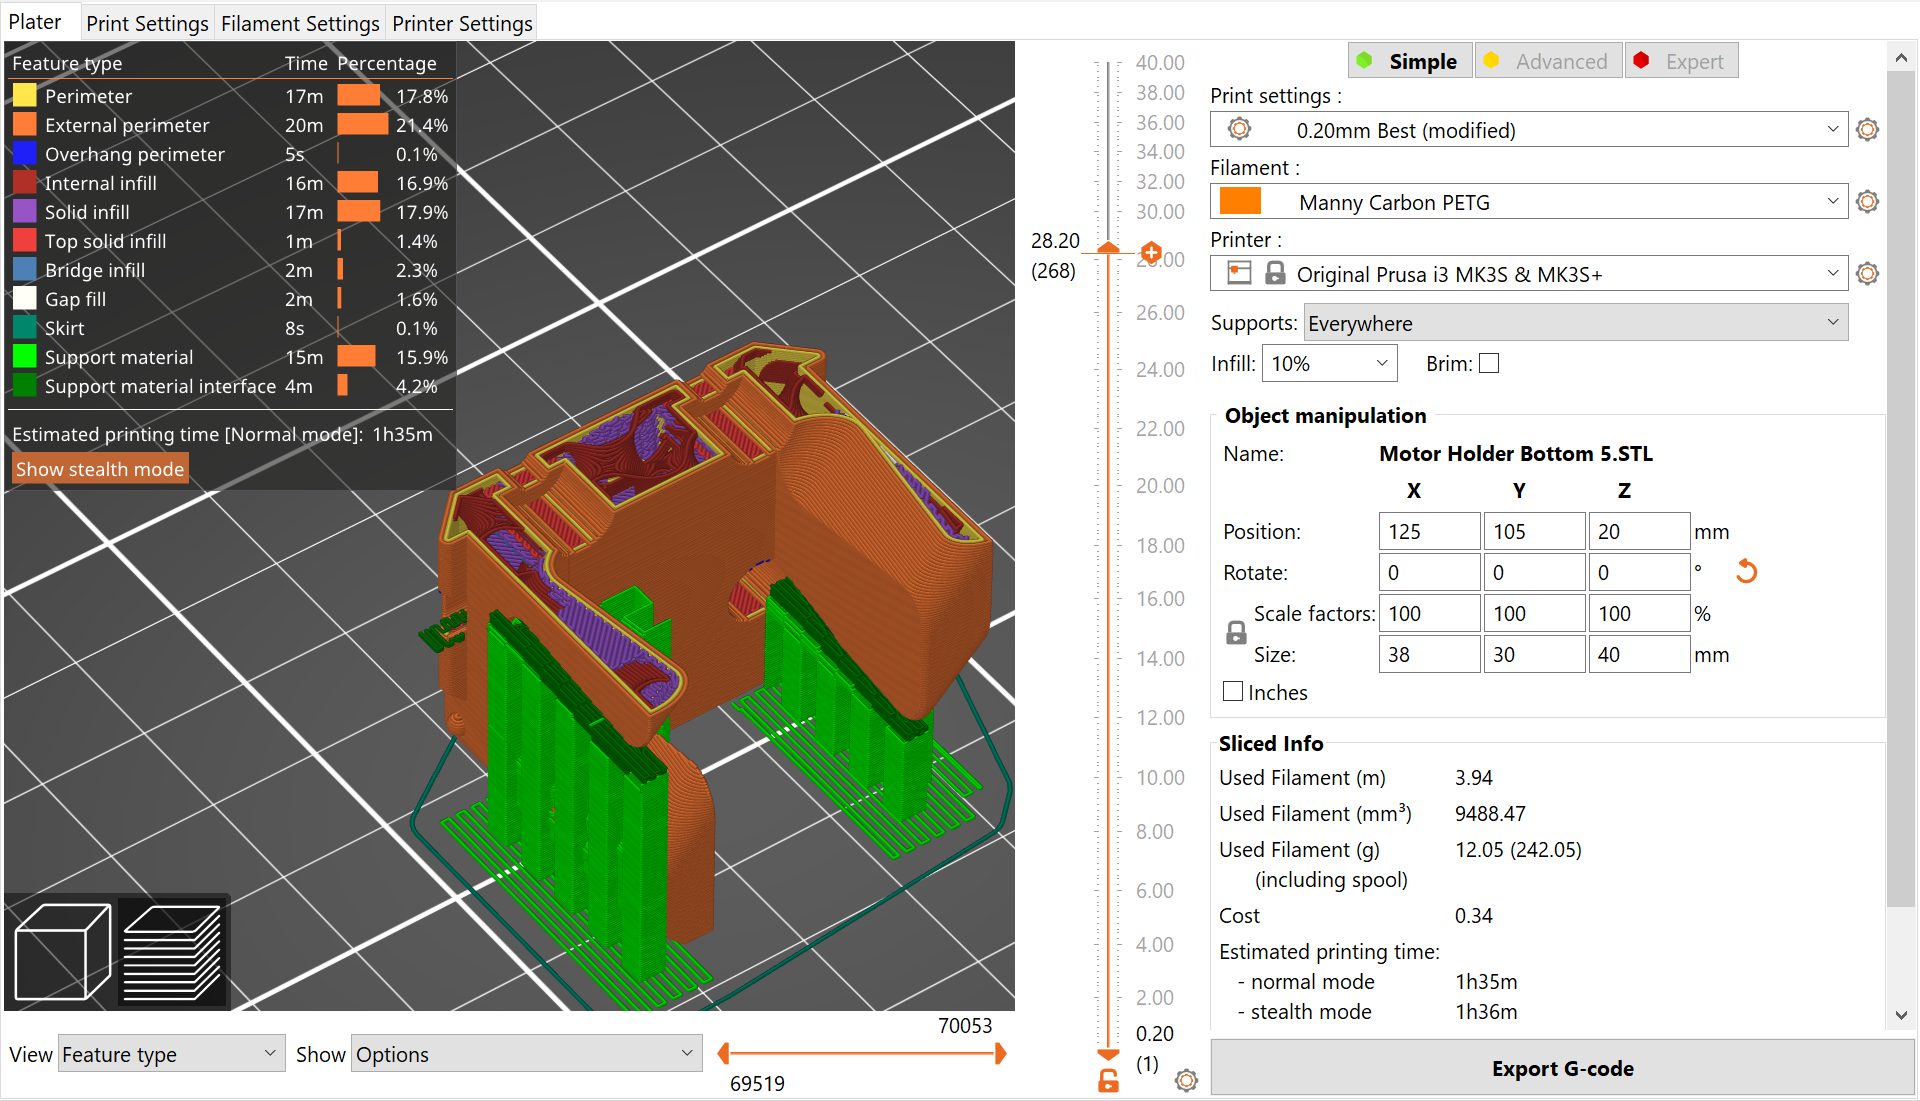 Plater Print Settings Filament Settings Printer Settings
Feature type Time Percentage
Perimeter 17m 17.8%
External perimeter 20m 21.4%
Overhang perimeter 5s 0.1%
Internal infill 16m 16.9%
Solid infill 17m 17.9%
Top solid infill 1m 1.4%
Bridge infill 2m 2.3%
Gap fill 2m 1.6%
Skirt 8s 0.1%
Support material 15m 15.9%
Support material interface 4m 4.2%
Estimated printing time [Normal mode]: 1h35m
Show stealth mode
View Feature type Show Options
70053
69519
40.00
38.00
36.00
34.00
32.00
30.00
28.20
(268)
28.00
26.00
24.00
22.00
20.00
18.00
16.00
14.00
12.00
10.00
8.00
6.00
4.00
2.00
0.20
(1)
Simple Advanced Expert
Print settings :
0.20mm Best (modified)
Filament :
Manny Carbon PETG
Printer :
Original Prusa i3 MK3S & MK3S+
Supports: Everywhere
Infill: 10% Brim:
Object manipulation
Name: Motor Holder Bottom 5.STL
X Y Z
Position: 125 105 20 mm
Rotate: 0 0 0 °
Scale factors: 100 100 100 %
Size: 38 30 40 mm
Inches
Sliced Info
Used Filament (m) 3.94
Used Filament (mm³) 9488.47
Used Filament (g) 12.05 (242.05)
(including spool)
Cost 0.34
Estimated printing time:
- normal mode 1h35m
- stealth mode 1h36m
Export G-code